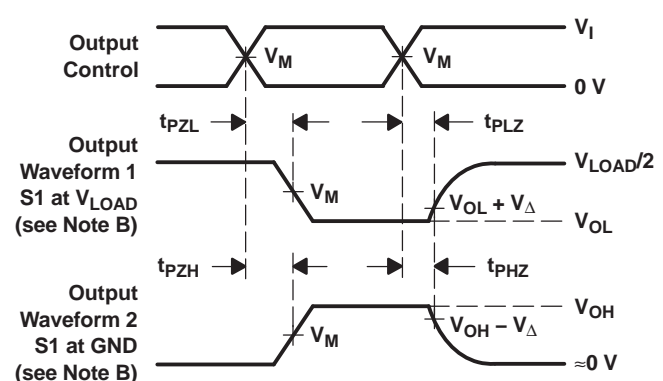 Output
Control
V_M
V_M
V_I
0 V
t_PZL
t_PLZ
Output
Waveform 1
S1 at V_LOAD
(see Note B)
V_M
V_LOAD/2
V_OL + V_Δ
V_OL
t_PZH
t_PHZ
Output
Waveform 2
S1 at GND
(see Note B)
V_M
V_OH
V_OH − V_Δ
≈0 V